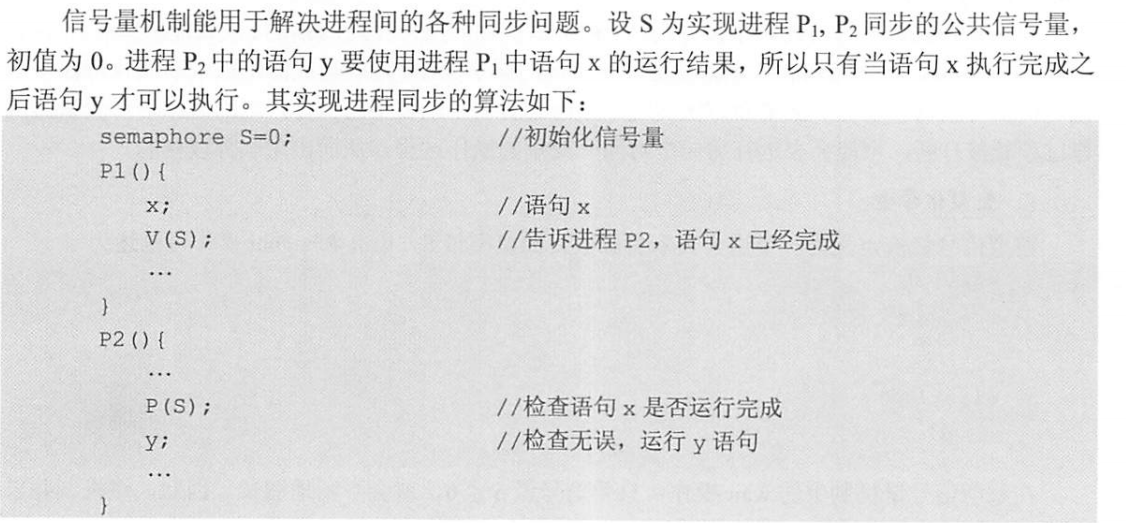 信号量机制能用于解决进程间的各种同步问题。设 S 为实现进程 P₁, P₂ 同步的公共信号量，
初值为 0。进程 P₂ 中的语句 y 要使用进程 P₁ 中语句 x 的运行结果，所以只有当语句 x 执行完成之
后语句 y 才可以执行。其实现进程同步的算法如下：
semaphore S=0; //初始化信号量
P1(){
x; //语句 x
V(S); //告诉进程 P2，语句 x 已经完成
…
}
P2(){
…
P(S); //检查语句 x 是否运行完成
y; //检查无误，运行 y 语句
…
}